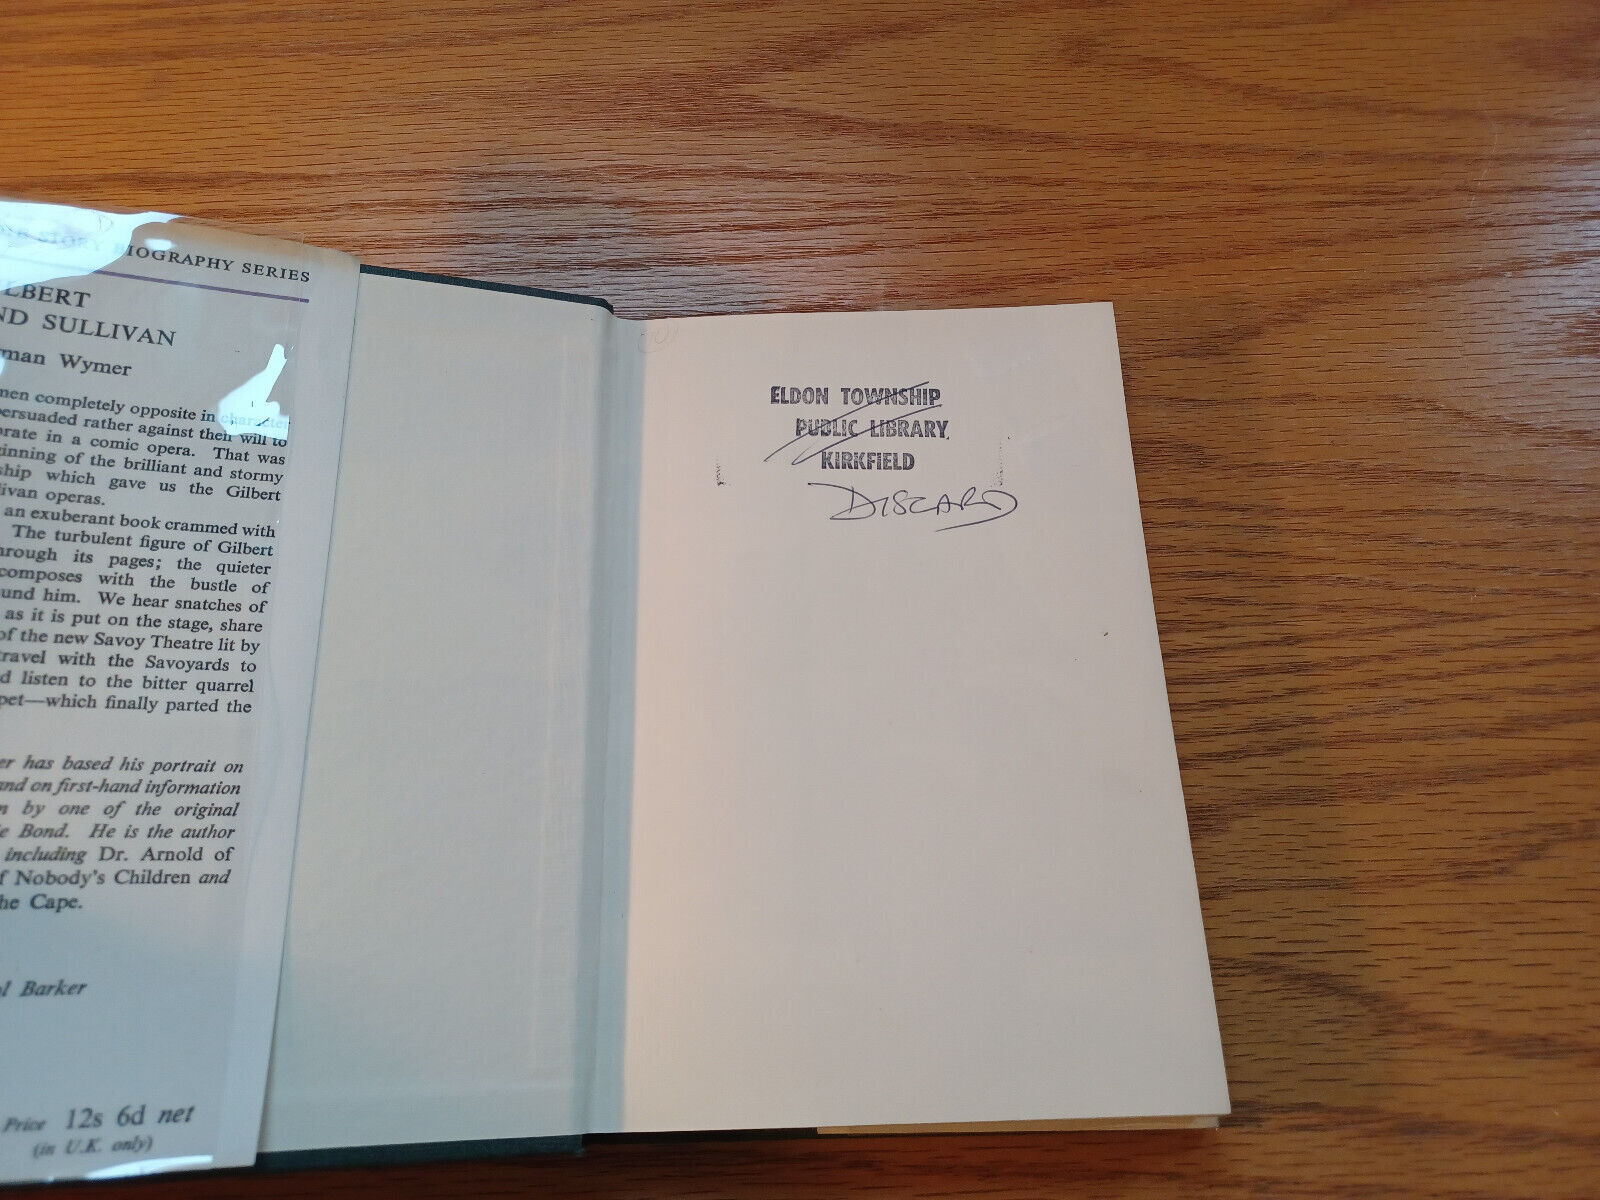 STORY BIOGRAPHY SERIES
LBERT
ND SULLIVAN
man Wymer
men completely opposite in character
persuaded rather against their will to
orate in a comic opera. That was
inning of the brilliant and stormy
ship which gave us the Gilbert
livan operas.
an exuberant book crammed with
The turbulent figure of Gilbert
hrough its pages; the quieter
composes with the bustle of
und him. We hear snatches of
as it is put on the stage, share
of the new Savoy Theatre lit by
travel with the Savoyards to
d listen to the bitter quarrel
pet—which finally parted the
er has based his portrait on
and on first-hand information
n by one of the original
ie Bond. He is the author
including Dr. Arnold of
f Nobody's Children and
he Cape.
ol Barker
Price 12s 6d net
(in U.K. only)
ELDON TOWNSHIP
PUBLIC LIBRARY,
KIRKFIELD
DISCARD